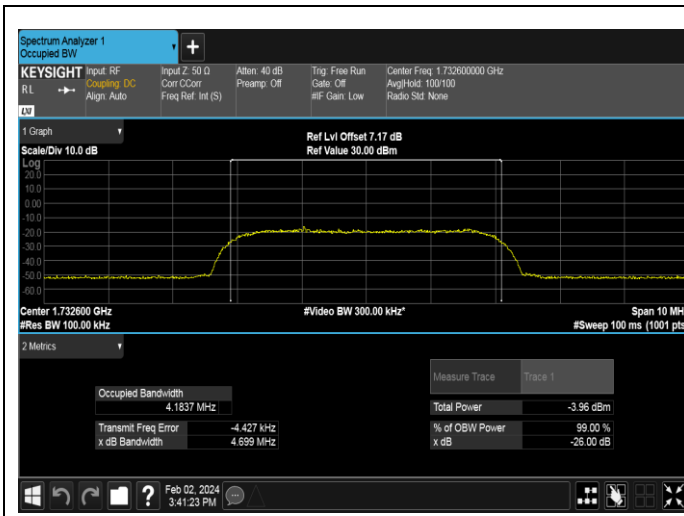 Spectrum Analyzer 1
Occupied BW
KEYSIGHT
R L
LXI
Input: RF
Coupling: DC
Align: Auto
Input Z: 50 Ω
Corr CCorr
Freq Ref: Int (S)
Atten: 40 dB
Preamp: Off
Trig: Free Run
Gate: Off
#IF Gain: Low
Center Freq: 1.732600000 GHz
Avg|Hold: 100/100
Radio Std: None
1 Graph
Scale/Div 10.0 dB
Ref Lvl Offset 7.17 dB
Ref Value 30.00 dBm
Log
20.0
10.0
0.00
-10.0
-20.0
-30.0
-40.0
-50.0
-60.0
Center 1.732600 GHz
#Res BW 100.00 kHz
#Video BW 300.00 kHz*
Span 10 MH
#Sweep 100 ms (1001 pts
2 Metrics
Measure Trace Trace 1
Occupied Bandwidth
4.1837 MHz
Total Power -3.96 dBm
Transmit Freq Error -4.427 kHz
% of OBW Power 99.00 %
x dB Bandwidth 4.699 MHz
x dB -26.00 dB
?
Feb 02, 2024
3:41:23 PM